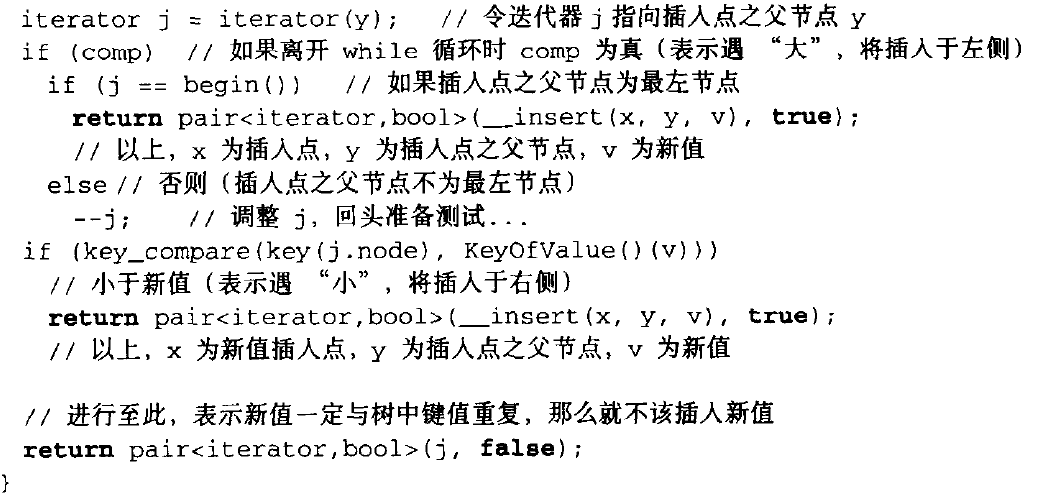 iterator j = iterator(y);   // 令迭代器 j 指向插入点之父节点 y
if (comp)  // 如果离开 while 循环时 comp 为真（表示遇 “大”，将插入于左侧）
  if (j == begin())   // 如果插入点之父节点为最左节点
    return pair<iterator,bool>(__insert(x, y, v), true);
    // 以上，x 为插入点，y 为插入点之父节点，v 为新值
  else // 否则（插入点之父节点不为最左节点）
    --j;    // 调整 j，回头准备测试...
if (key_compare(key(j.node), KeyOfValue()(v)))
  // 小于新值（表示遇 “小”，将插入于右侧）
  return pair<iterator,bool>(__insert(x, y, v), true);
  // 以上，x 为新值插入点，y 为插入点之父节点，v 为新值
// 进行至此，表示新值一定与树中键值重复，那么就不该插入新值
return pair<iterator,bool>(j, false);
}